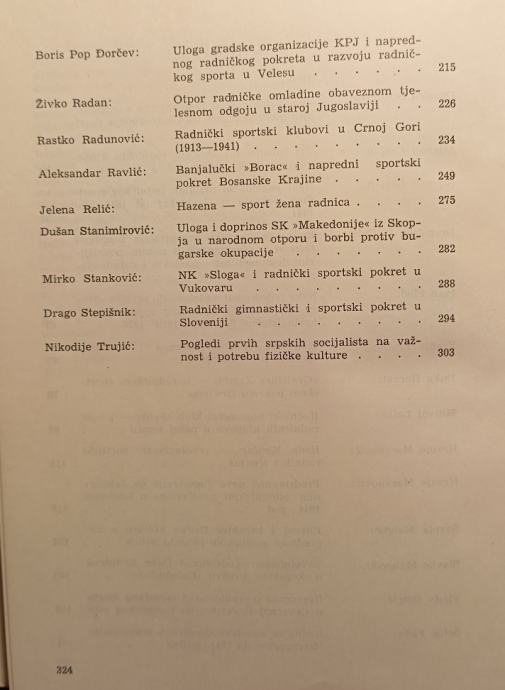 Boris Pop Đorčev: Uloga gradske organizacije KPJ i napred-
nog radničkog pokreta u razvoju radnič-
kog sporta u Velesu . . . . . . 215
Živko Radan: Otpor radničke omladine obaveznom tje-
lesnom odgoju u staroj Jugoslaviji . . 226
Rastko Radunović: Radnički sportski klubovi u Crnoj Gori
(1913—1941) . . . . . . . . 234
Aleksandar Ravlić: Banjalučki »Borac« i napredni sportski
pokret Bosanske Krajine . . . . . 249
Jelena Relić: Hazena — sport žena radnica . . . . 275
Dušan Stanimirović: Uloga i doprinos SK »Makedonije« iz Skop-
ja u narodnom otporu i borbi protiv bu-
garske okupacije . . . . . . . 282
Mirko Stanković: NK »Sloga« i radnički sportski pokret u
Vukovaru . . . . . . . . . 288
Drago Stepišnik: Radnički gimnastički i sportski pokret u
Sloveniji . . . . . . . . . 294
Nikodije Trujić: Pogledi prvih srpskih socijalista na važ-
nost i potrebu fizičke kulture . . . . 303
324